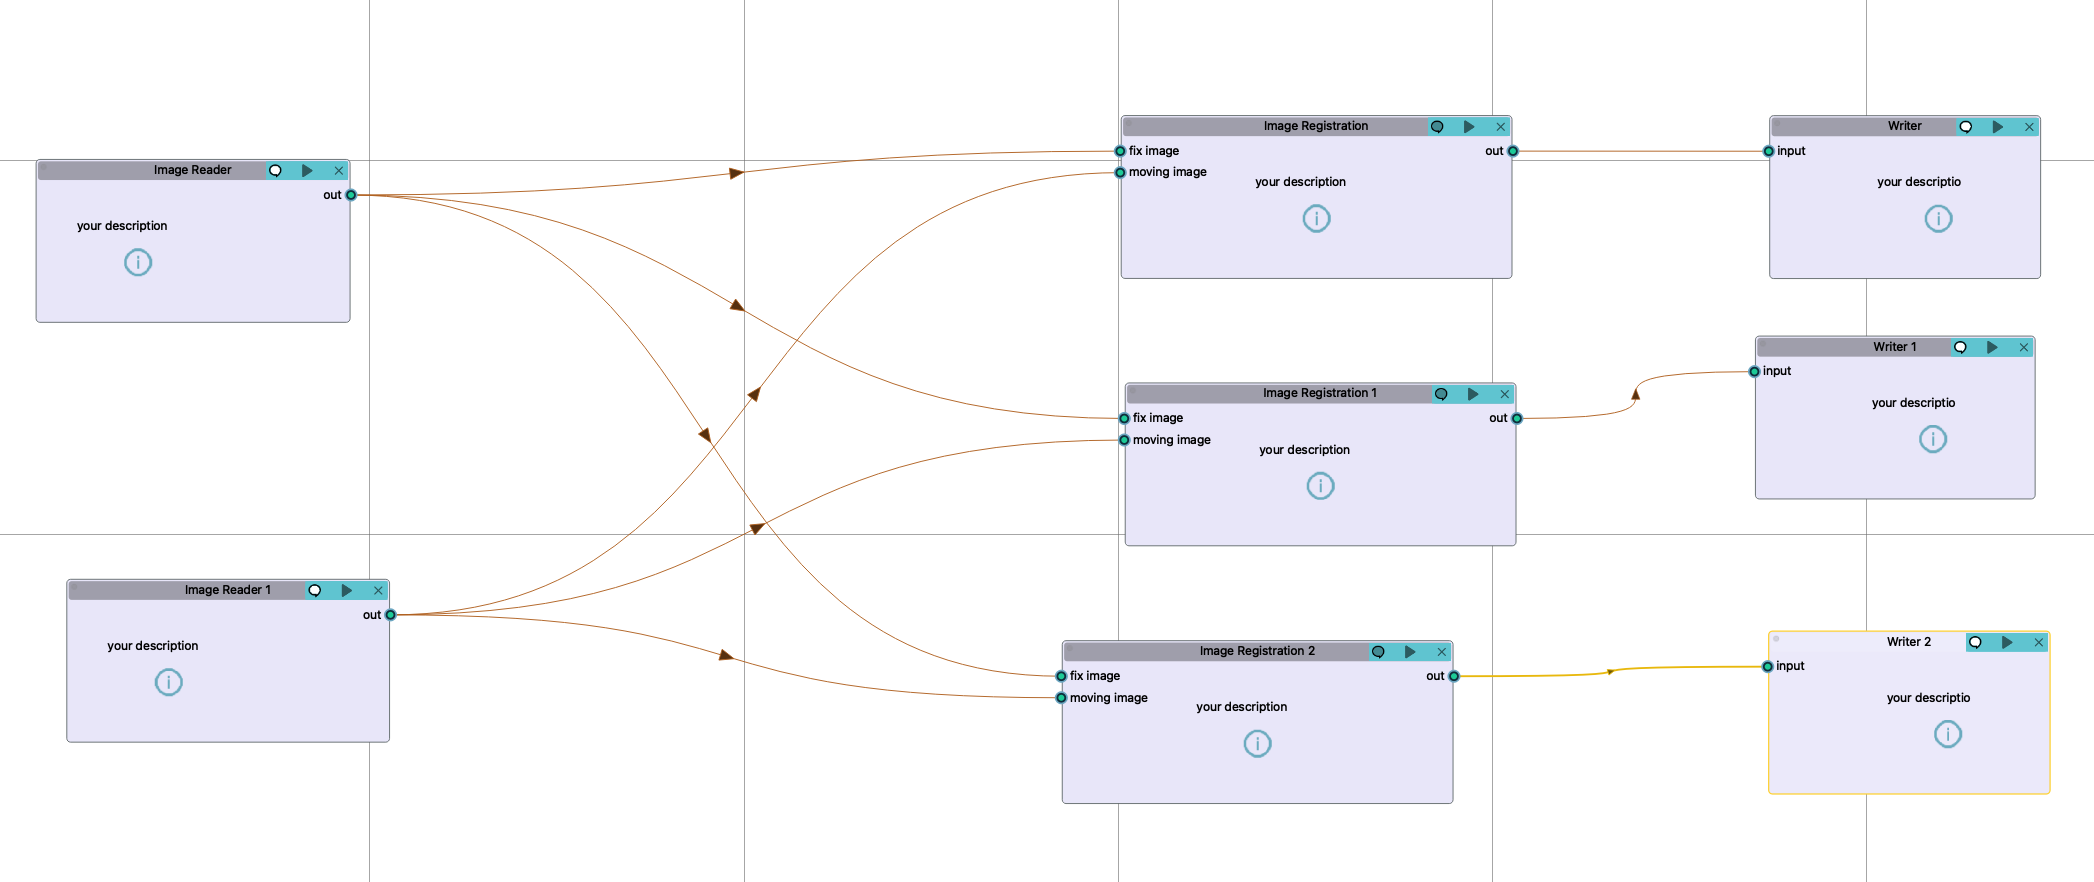 Image Reader
out
your description
Image Reader 1
out
your description
Image Registration
fix image
out
moving image
your description
Image Registration 1
fix image
out
moving image
your description
Image Registration 2
fix image
out
moving image
your description
Writer
input
your descriptio
Writer 1
input
your descriptio
Writer 2
input
your descriptio